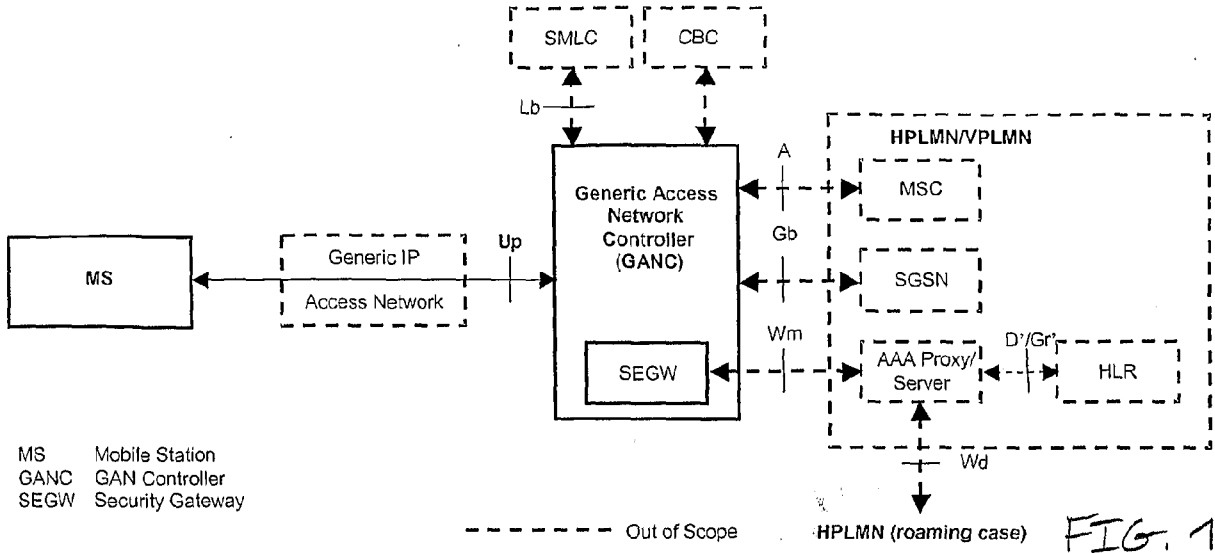 SMLC
CBC
Lb
HPLMN/VPLMN
A
MSC
Generic Access
Network
Controller
(GANC)
Gb
Up
Generic IP
Access Network
MS
SGSN
Wm
D'/Gr'
SEGW
AAA Proxy/
Server
HLR
MS Mobile Station
GANC GAN Controller
SEGW Security Gateway
Wd
Out of Scope
HPLMN (roaming case)
FIG. 1